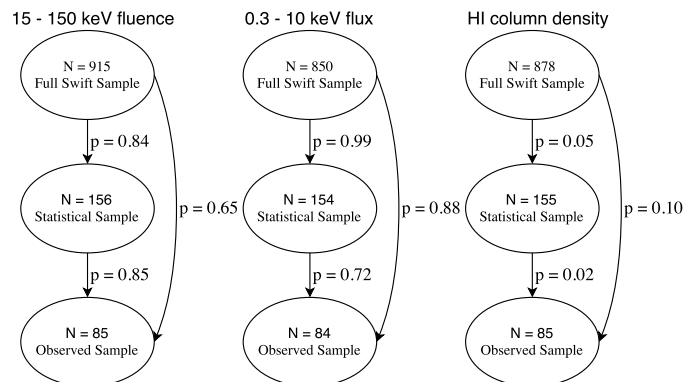 15 - 150 keV fluence
N = 915
Full Swift Sample
p = 0.84
N = 156
Statistical Sample
p = 0.65
p = 0.85
N = 85
Observed Sample
0.3 - 10 keV flux
N = 850
Full Swift Sample
p = 0.99
N = 154
Statistical Sample
p = 0.88
p = 0.72
N = 84
Observed Sample
HI column density
N = 878
Full Swift Sample
p = 0.05
N = 155
Statistical Sample
p = 0.10
p = 0.02
N = 85
Observed Sample